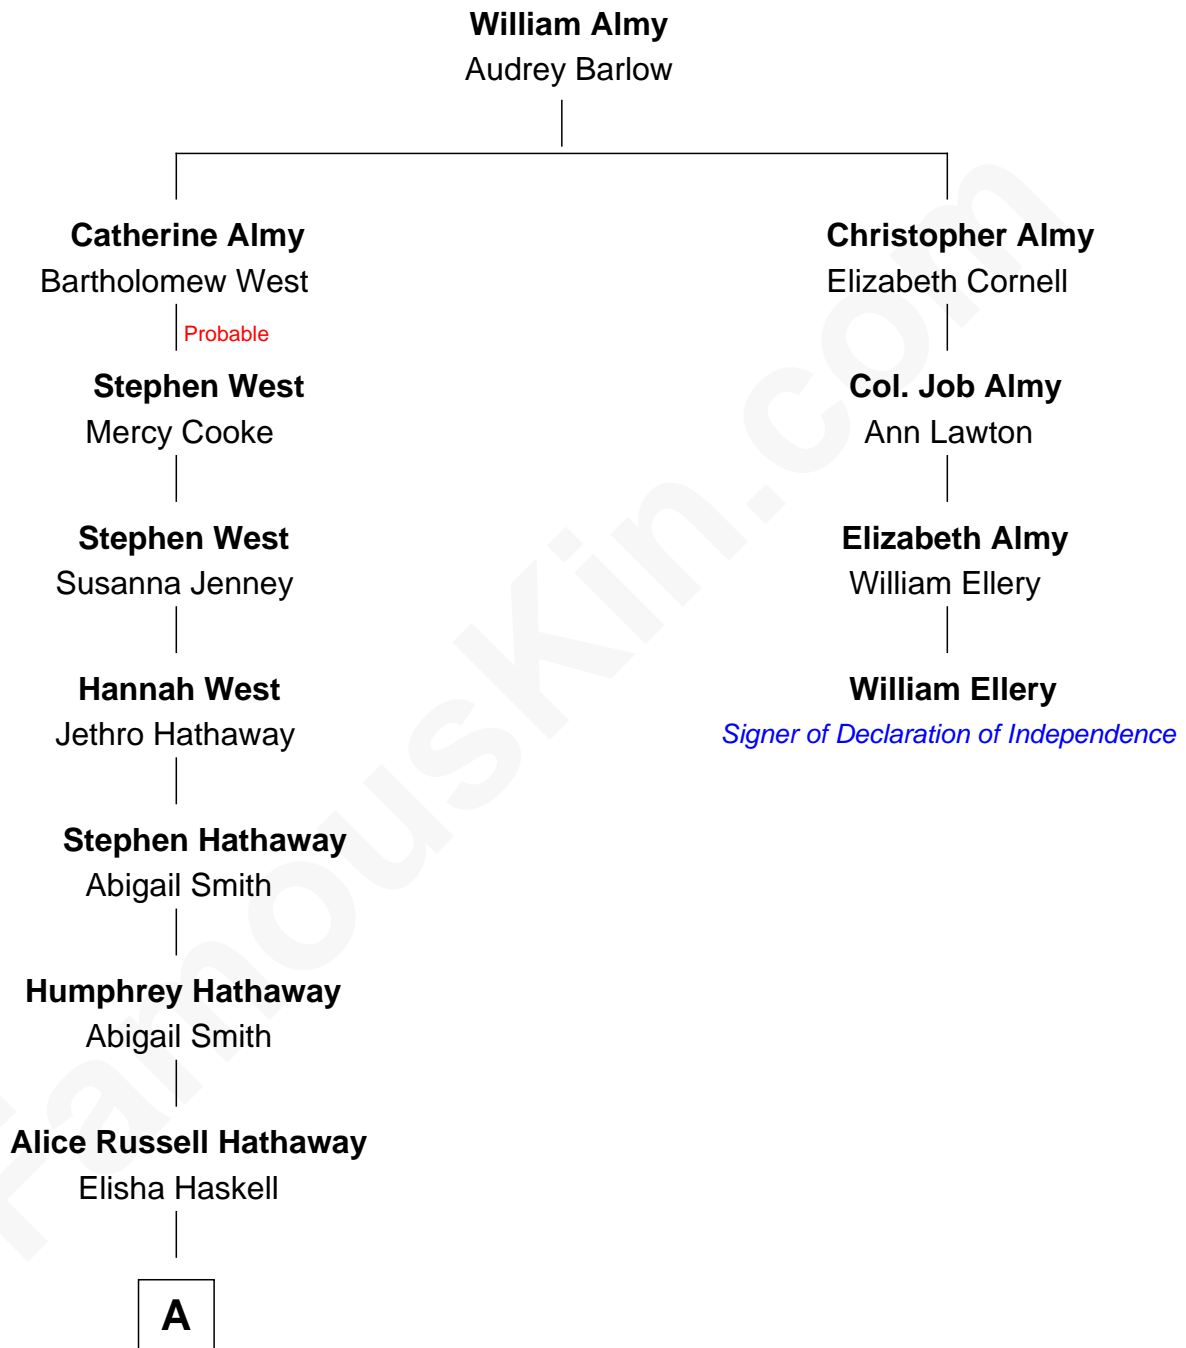 William Almy
Audrey Barlow
Catherine Almy
Bartholomew West
Probable
Stephen West
Mercy Cooke
Stephen West
Susanna Jenney
Hannah West
Jethro Hathaway
Stephen Hathaway
Abigail Smith
Humphrey Hathaway
Abigail Smith
Alice Russell Hathaway
Elisha Haskell
A
Christopher Almy
Elizabeth Cornell
Col. Job Almy
Ann Lawton
Elizabeth Almy
William Ellery
William Ellery
Signer of Declaration of Independence
FamousKin.com